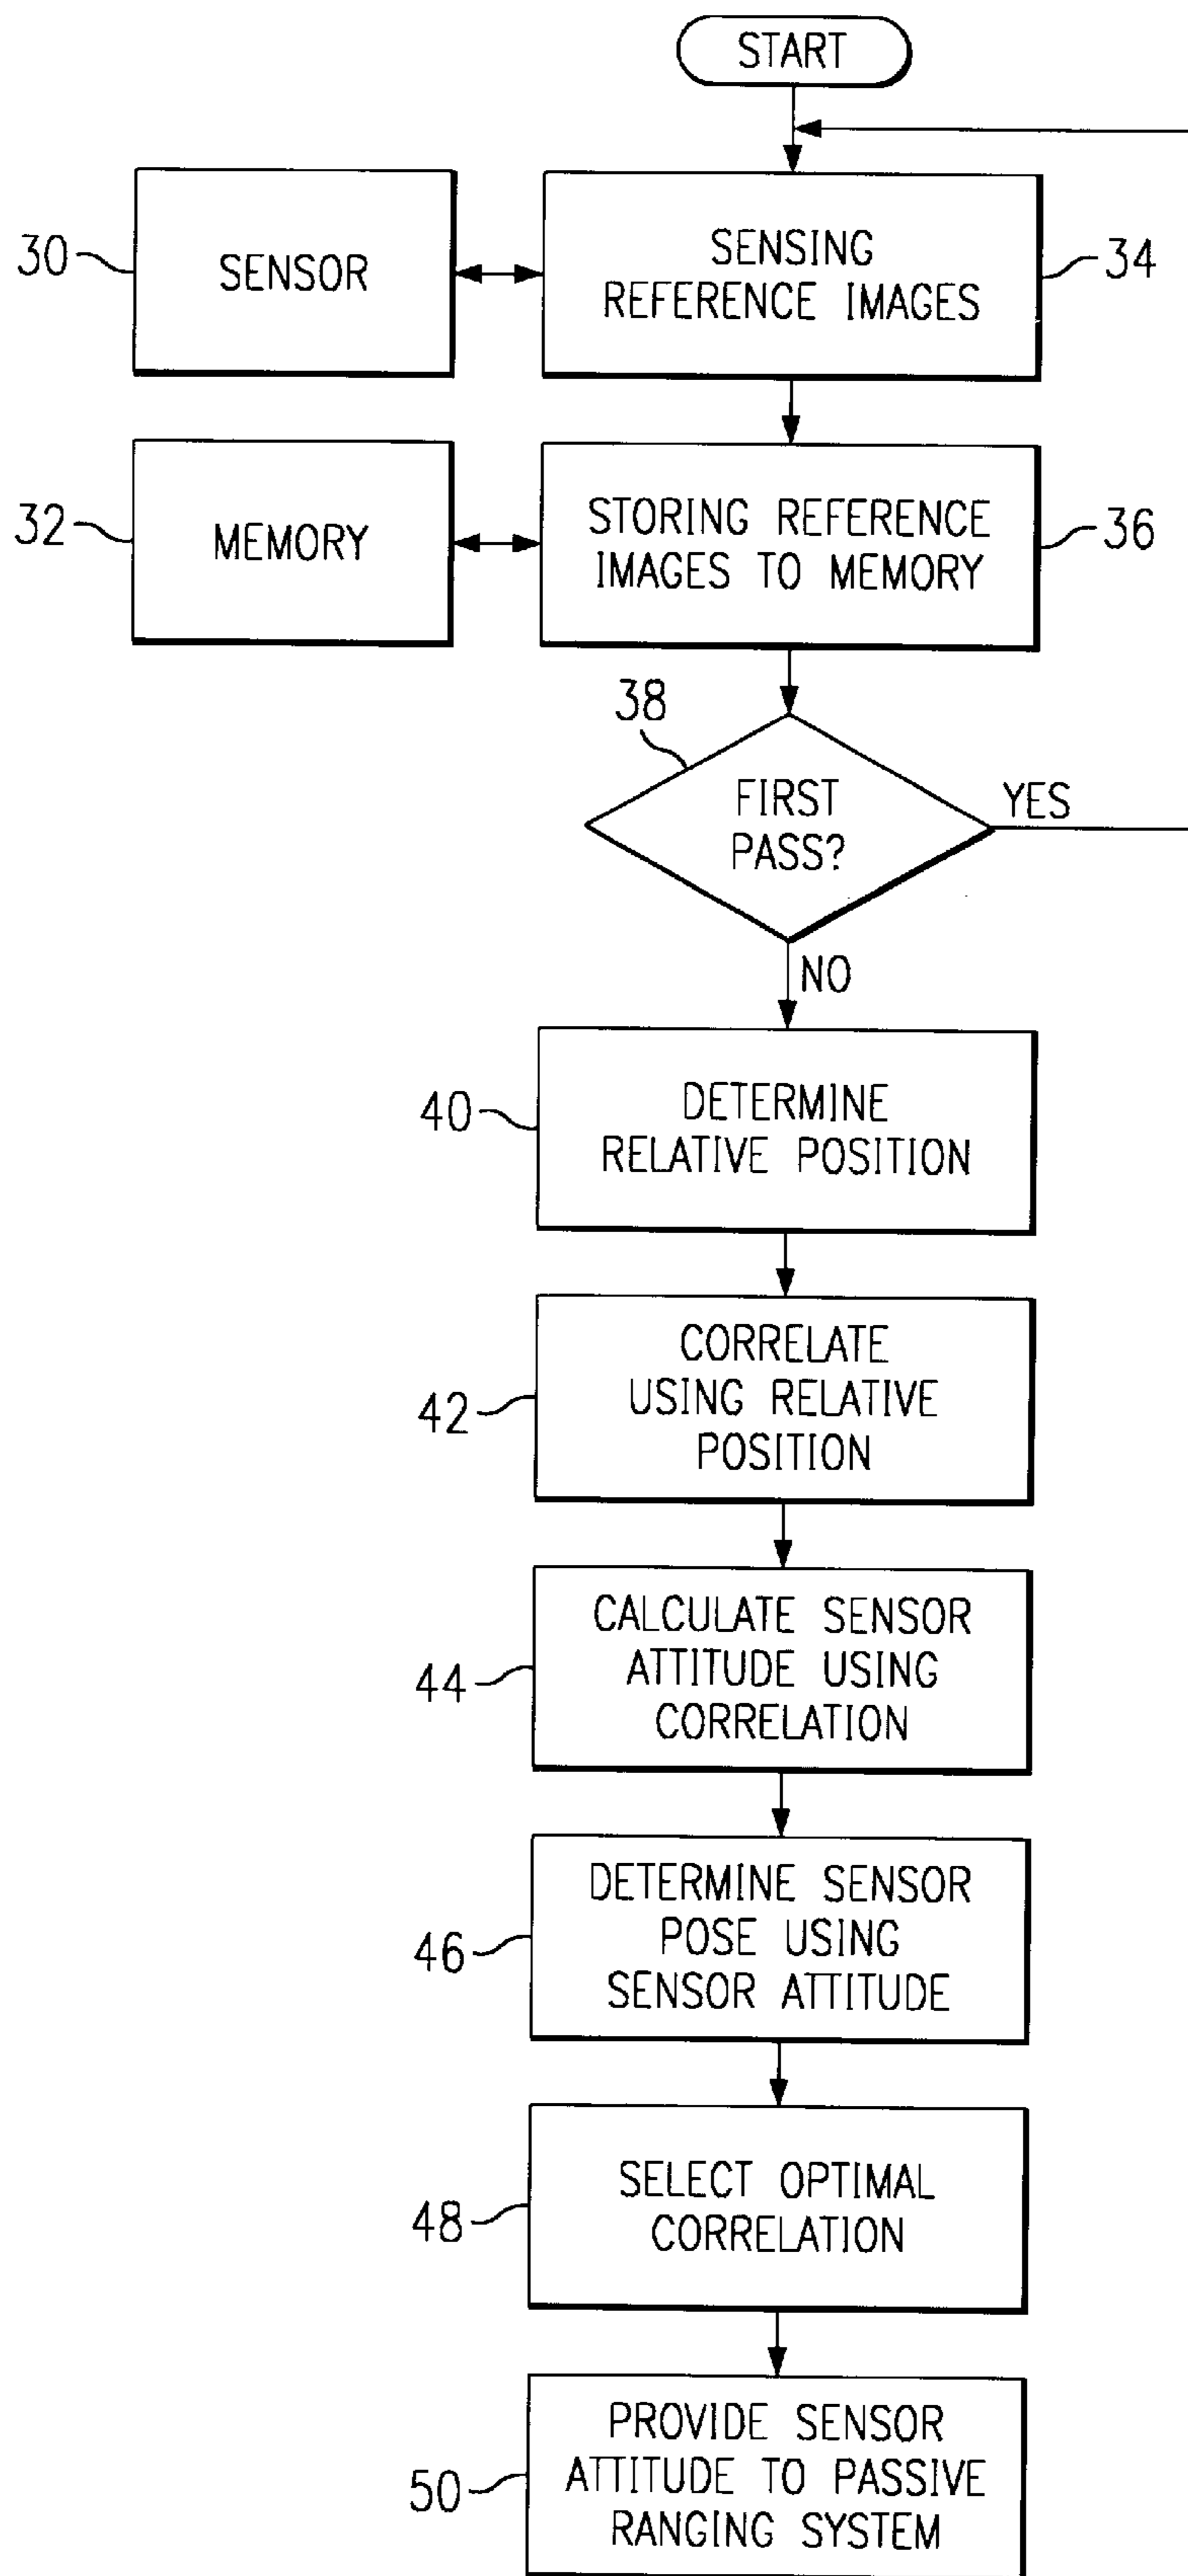 START
30
SENSOR
SENSING
REFERENCE IMAGES
34
32
MEMORY
STORING REFERENCE
IMAGES TO MEMORY
36
38
FIRST
PASS?
YES
NO
40
DETERMINE
RELATIVE POSITION
42
CORRELATE
USING RELATIVE
POSITION
44
CALCULATE SENSOR
ATTITUDE USING
CORRELATION
46
DETERMINE SENSOR
POSE USING
SENSOR ATTITUDE
48
SELECT OPTIMAL
CORRELATION
50
PROVIDE SENSOR
ATTITUDE TO PASSIVE
RANGING SYSTEM